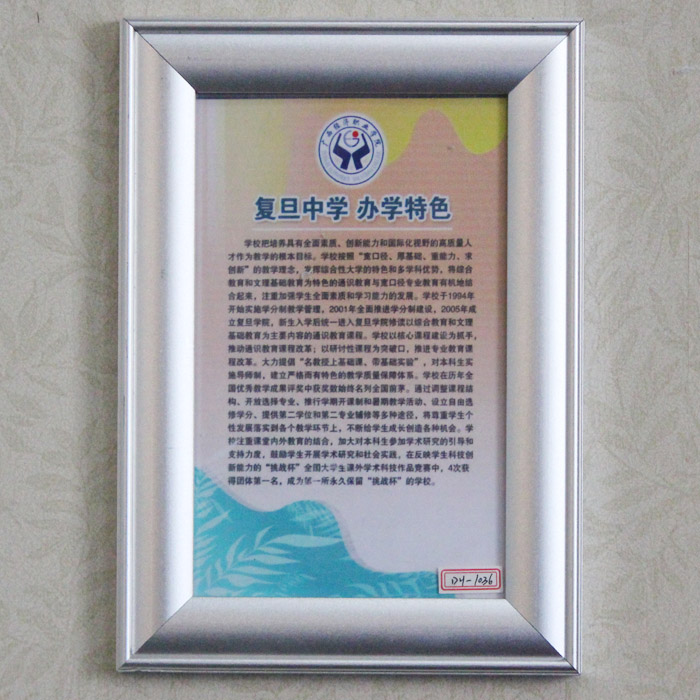 广西经济职业学院
复旦中学 办学特色
学校把培养具有全面素质、创新能力和国际化视野的高质量人
才作为教学的根本目标。学校按照“宽口径、厚基础、重能力、求
创新”的教学理念，发挥综合性大学的特色和多学科优势，将综合
教育和文理基础教育为特色的通识教育与宽口径专业教育有机地结
合起来，注重加强学生全面素质和学习能力的发展。学校于1994年
开始实施学分制教学管理，2001年全面推进学分制建设，2005年成
立复旦学院，新生入学后统一进入复旦学院修读以综合教育和文理
基础教育为主要内容的通识教育课程。学校以核心课程建设为抓手，
推动通识教育课程改革；以研讨性课程为突破口，推进专业教育课
程改革。大力提倡“名教授上基础课、带基础实验”，对本科生实
施导师制，建立严格而有特色的教学质量保障体系。学校在历年全
国优秀教学成果评奖中获奖数始终名列全国前茅。通过调整课程结
构、开放选择专业、推行学期开课制和暑期教学活动、设立自由选
修学分、提供第二学位和第二专业辅修等多种途径，将尊重学生个
性发展落实到各个教学环节上，不断给学生成长创造各种机会。学
校注重课堂内外教育的结合，加大对本科生参加学术研究的引导和
支持力度，鼓励学生开展学术研究和社会实践，在反映学生科技创
新能力的“挑战杯”全国大学生课外学术科技作品竞赛中，4次获
得团体第一名，成为第一所永久保留“挑战杯”的学校。
DY-1036